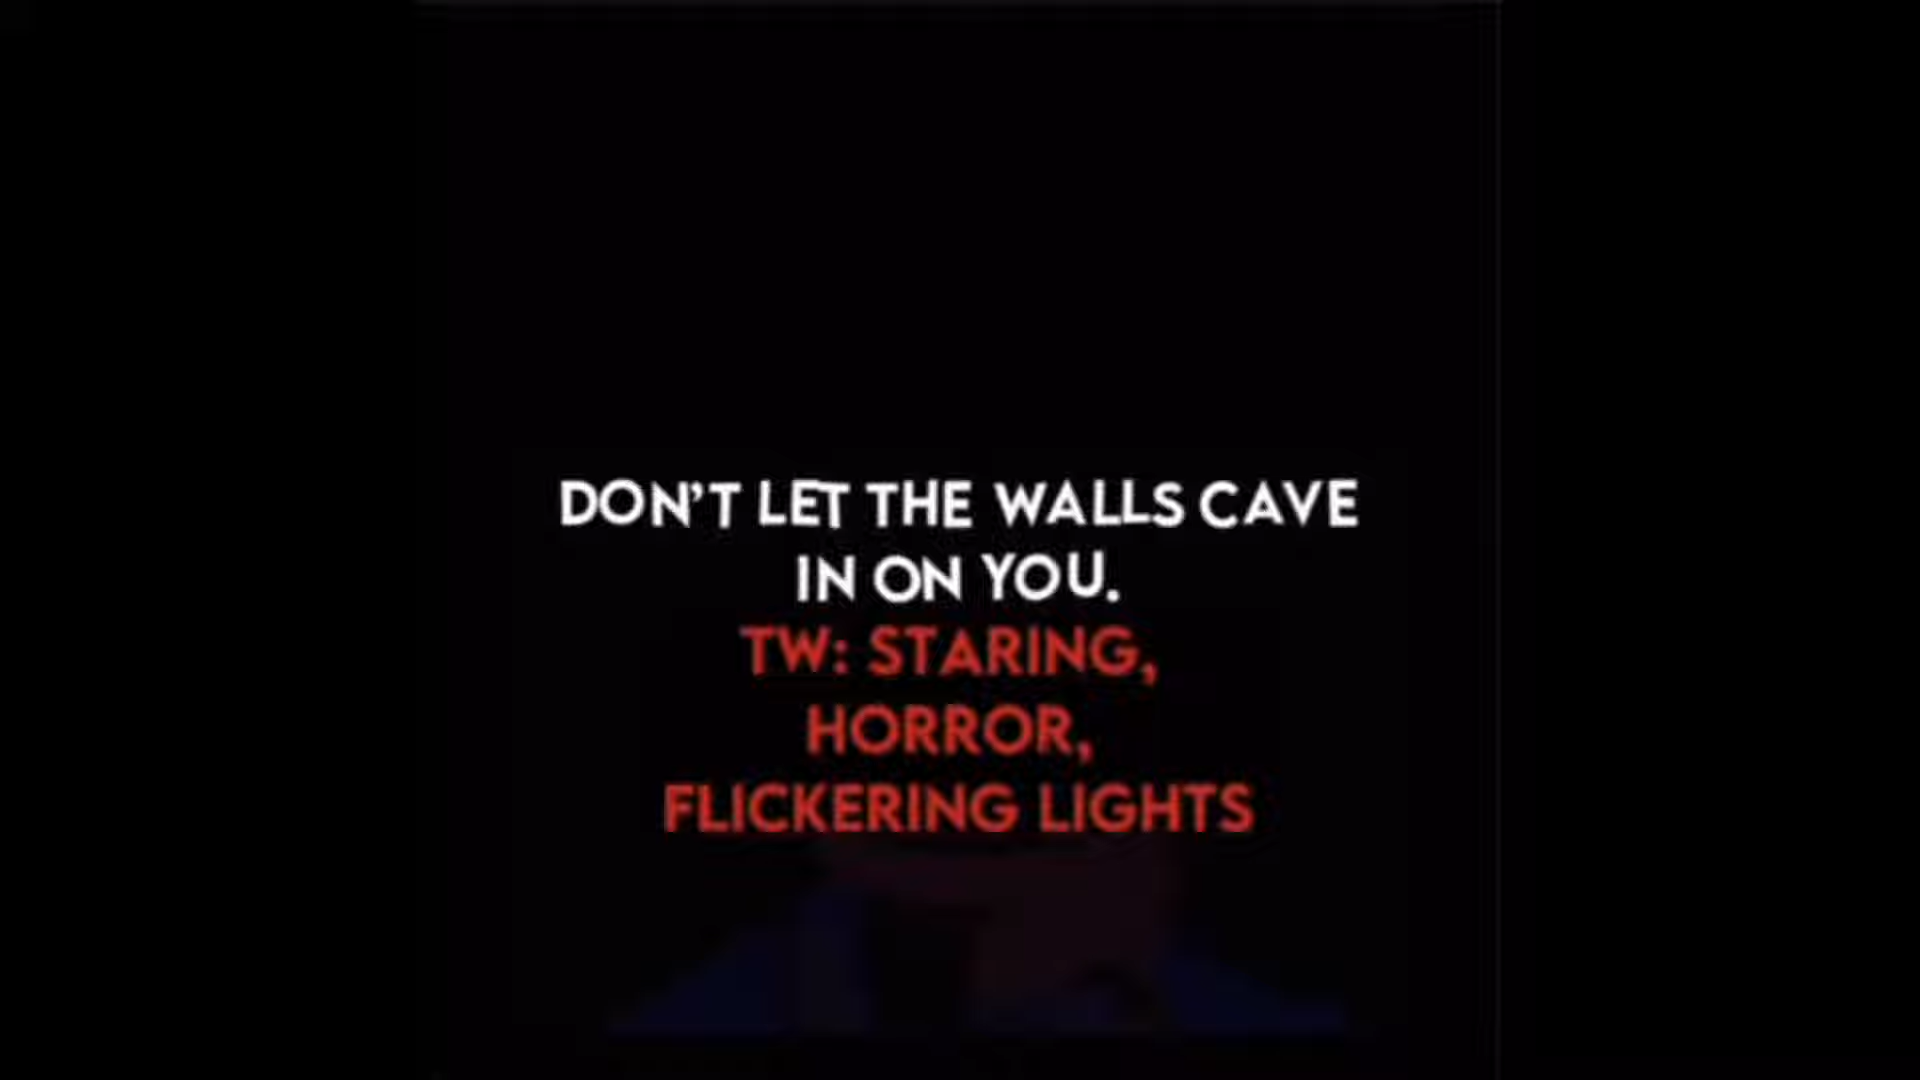 DON'T LET THE WALLS CAVE
IN ON YOU.
TW: STARING,
HORROR,
FLICKERING LIGHTS